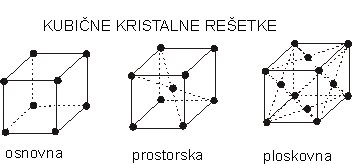 KUBIČNE KRISTALNE REŠETKE
osnovna prostorska ploskovna